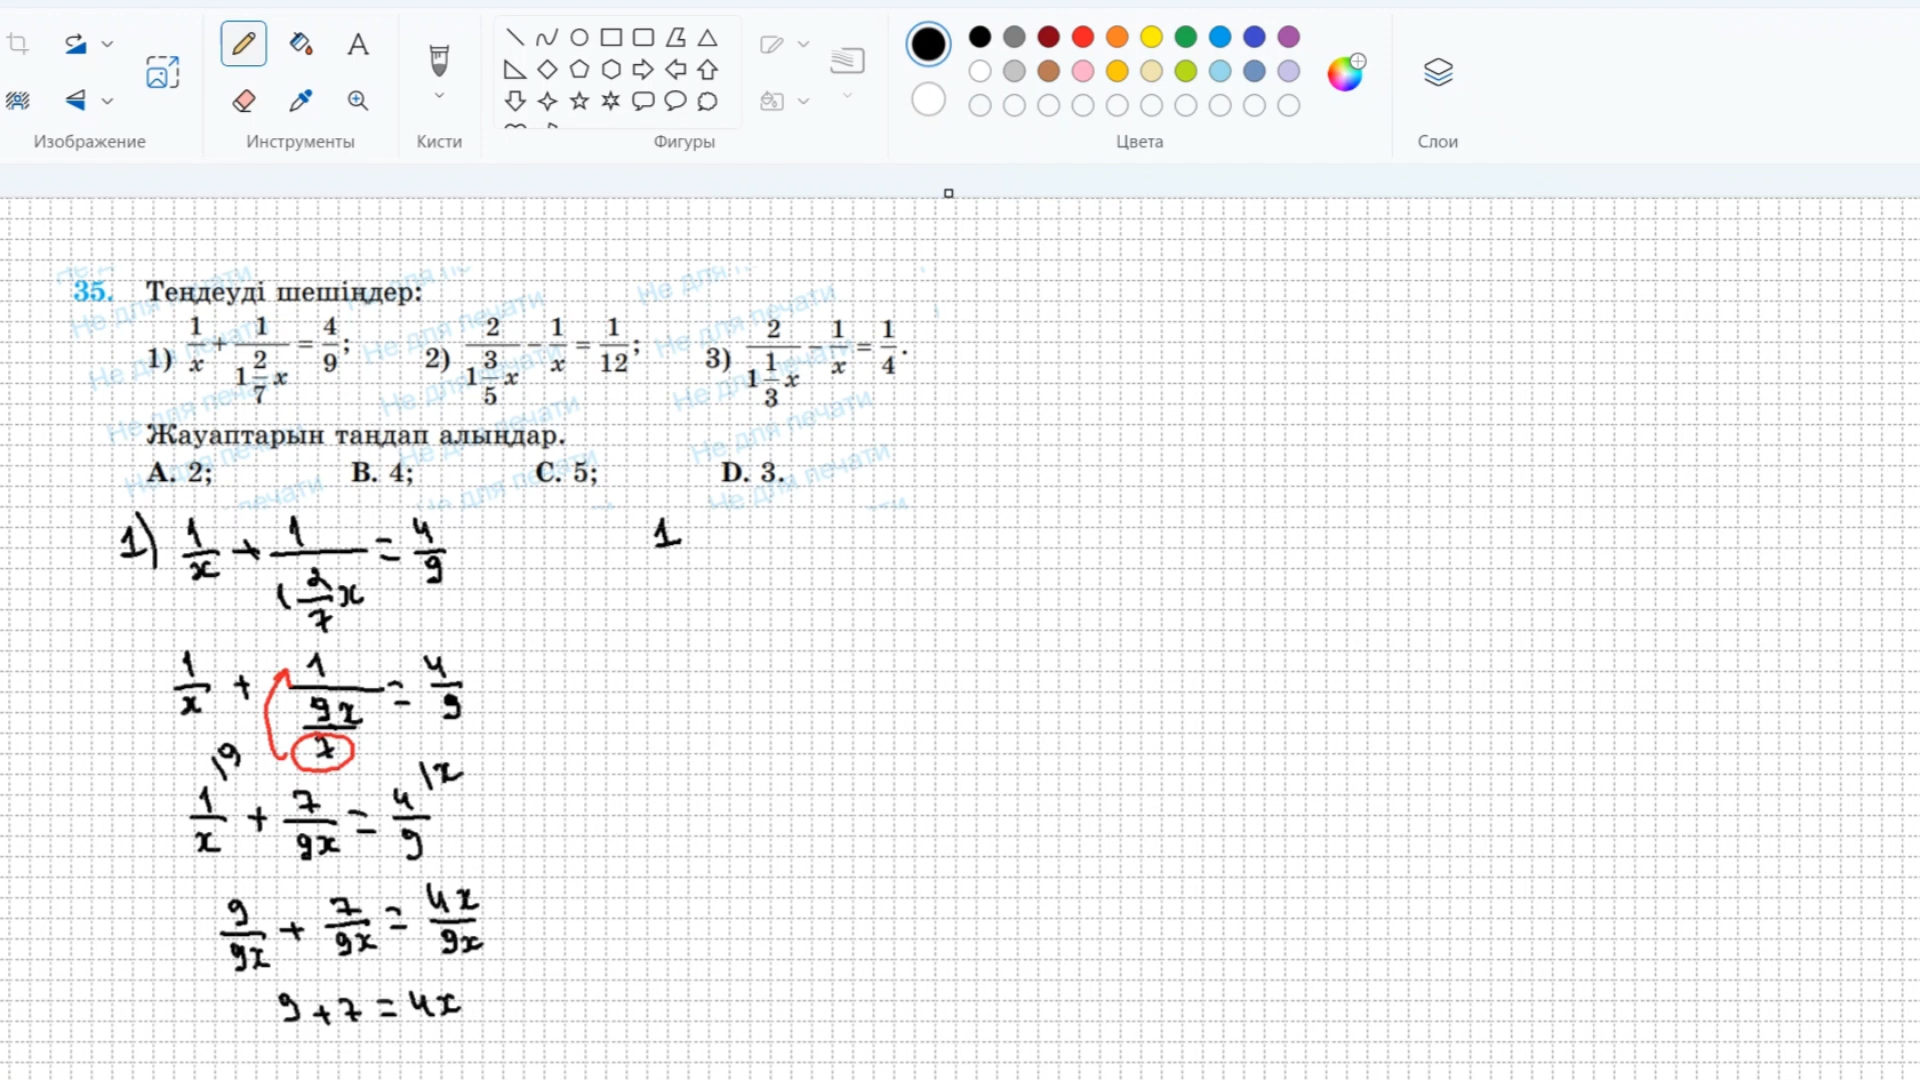 Изображение
Инструменты
Кисти
Фигуры
Цвета
Слои
35. Теңдеуді шешіңдер:
1) 1/x + 1/(1 2/7 x) = 4/9; 2) 2/(1 3/5 x) − 1/x = 1/12; 3) 2/(1 1/3 x) − 1/x = 1/4.
Жауаптарын таңдап алыңдар.
A. 2; B. 4; C. 5; D. 3.
Не для печати
1) 1/x + 1/(1 2/7 x) = 4/9
1
1/x + 1/(9x/7) = 4/9
1/x \9 + 7/9x = 4/9 \x
9/9x + 7/9x = 4x/9x
9 + 7 = 4x